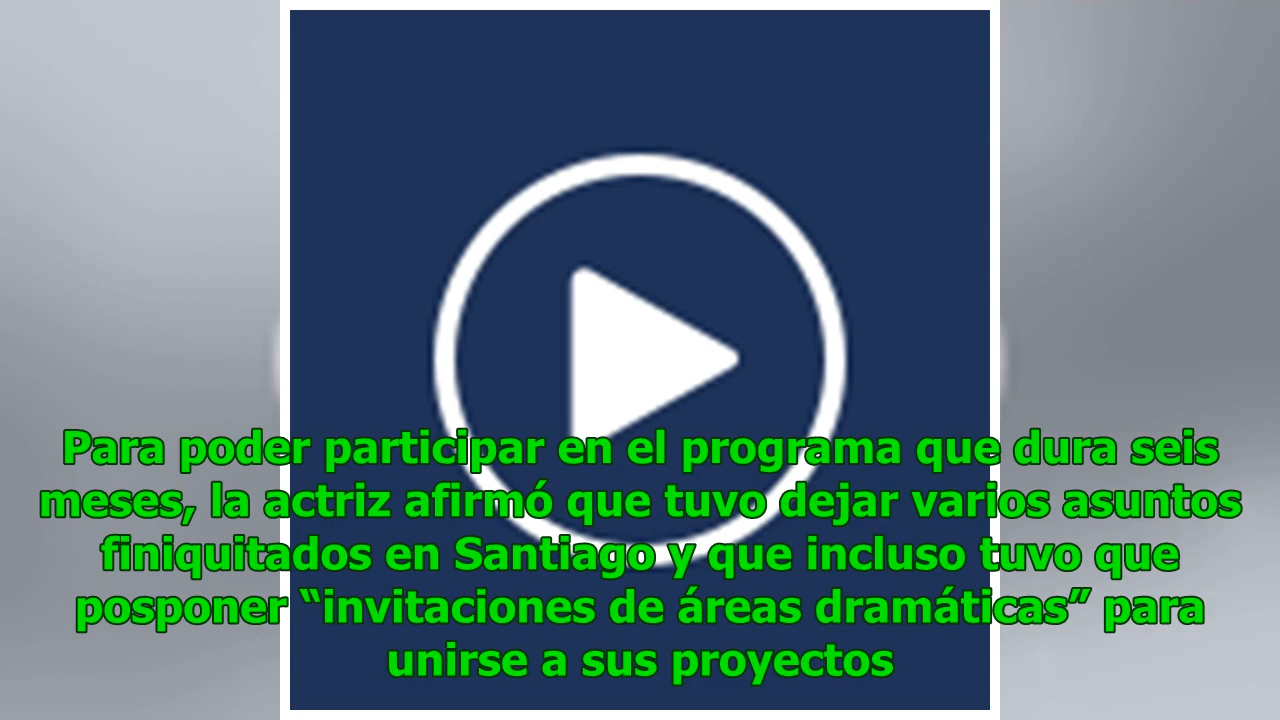 Para poder participar en el programa que dura seis
meses, la actriz afirmó que tuvo dejar varios asuntos
finiquitados en Santiago y que incluso tuvo que
posponer “invitaciones de áreas dramáticas” para
unirse a sus proyectos